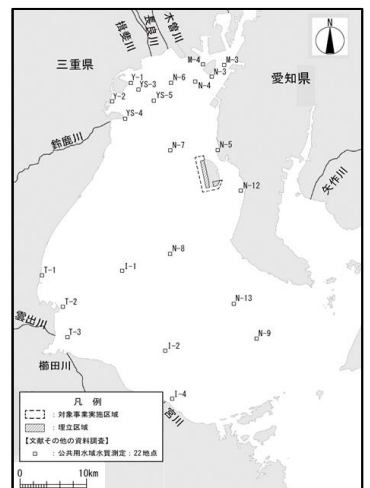 木曽川
長良川
揖斐川
N
三重県
愛知県
M-4
M-3
N-3
Y-1
N-6
N-4
YS-3
Y-2
YS-5
YS-4
鈴鹿川
N-7
N-5
矢作川
N-12
N-8
T-1
I-1
T-2
N-13
雲出川
T-3
N-9
I-2
櫛田川
I-4
宮川
凡 例
：対象事業実施区域
：埋立区域
【文献その他の資料調査】
：公共用水域水質測定：22地点
0 10km